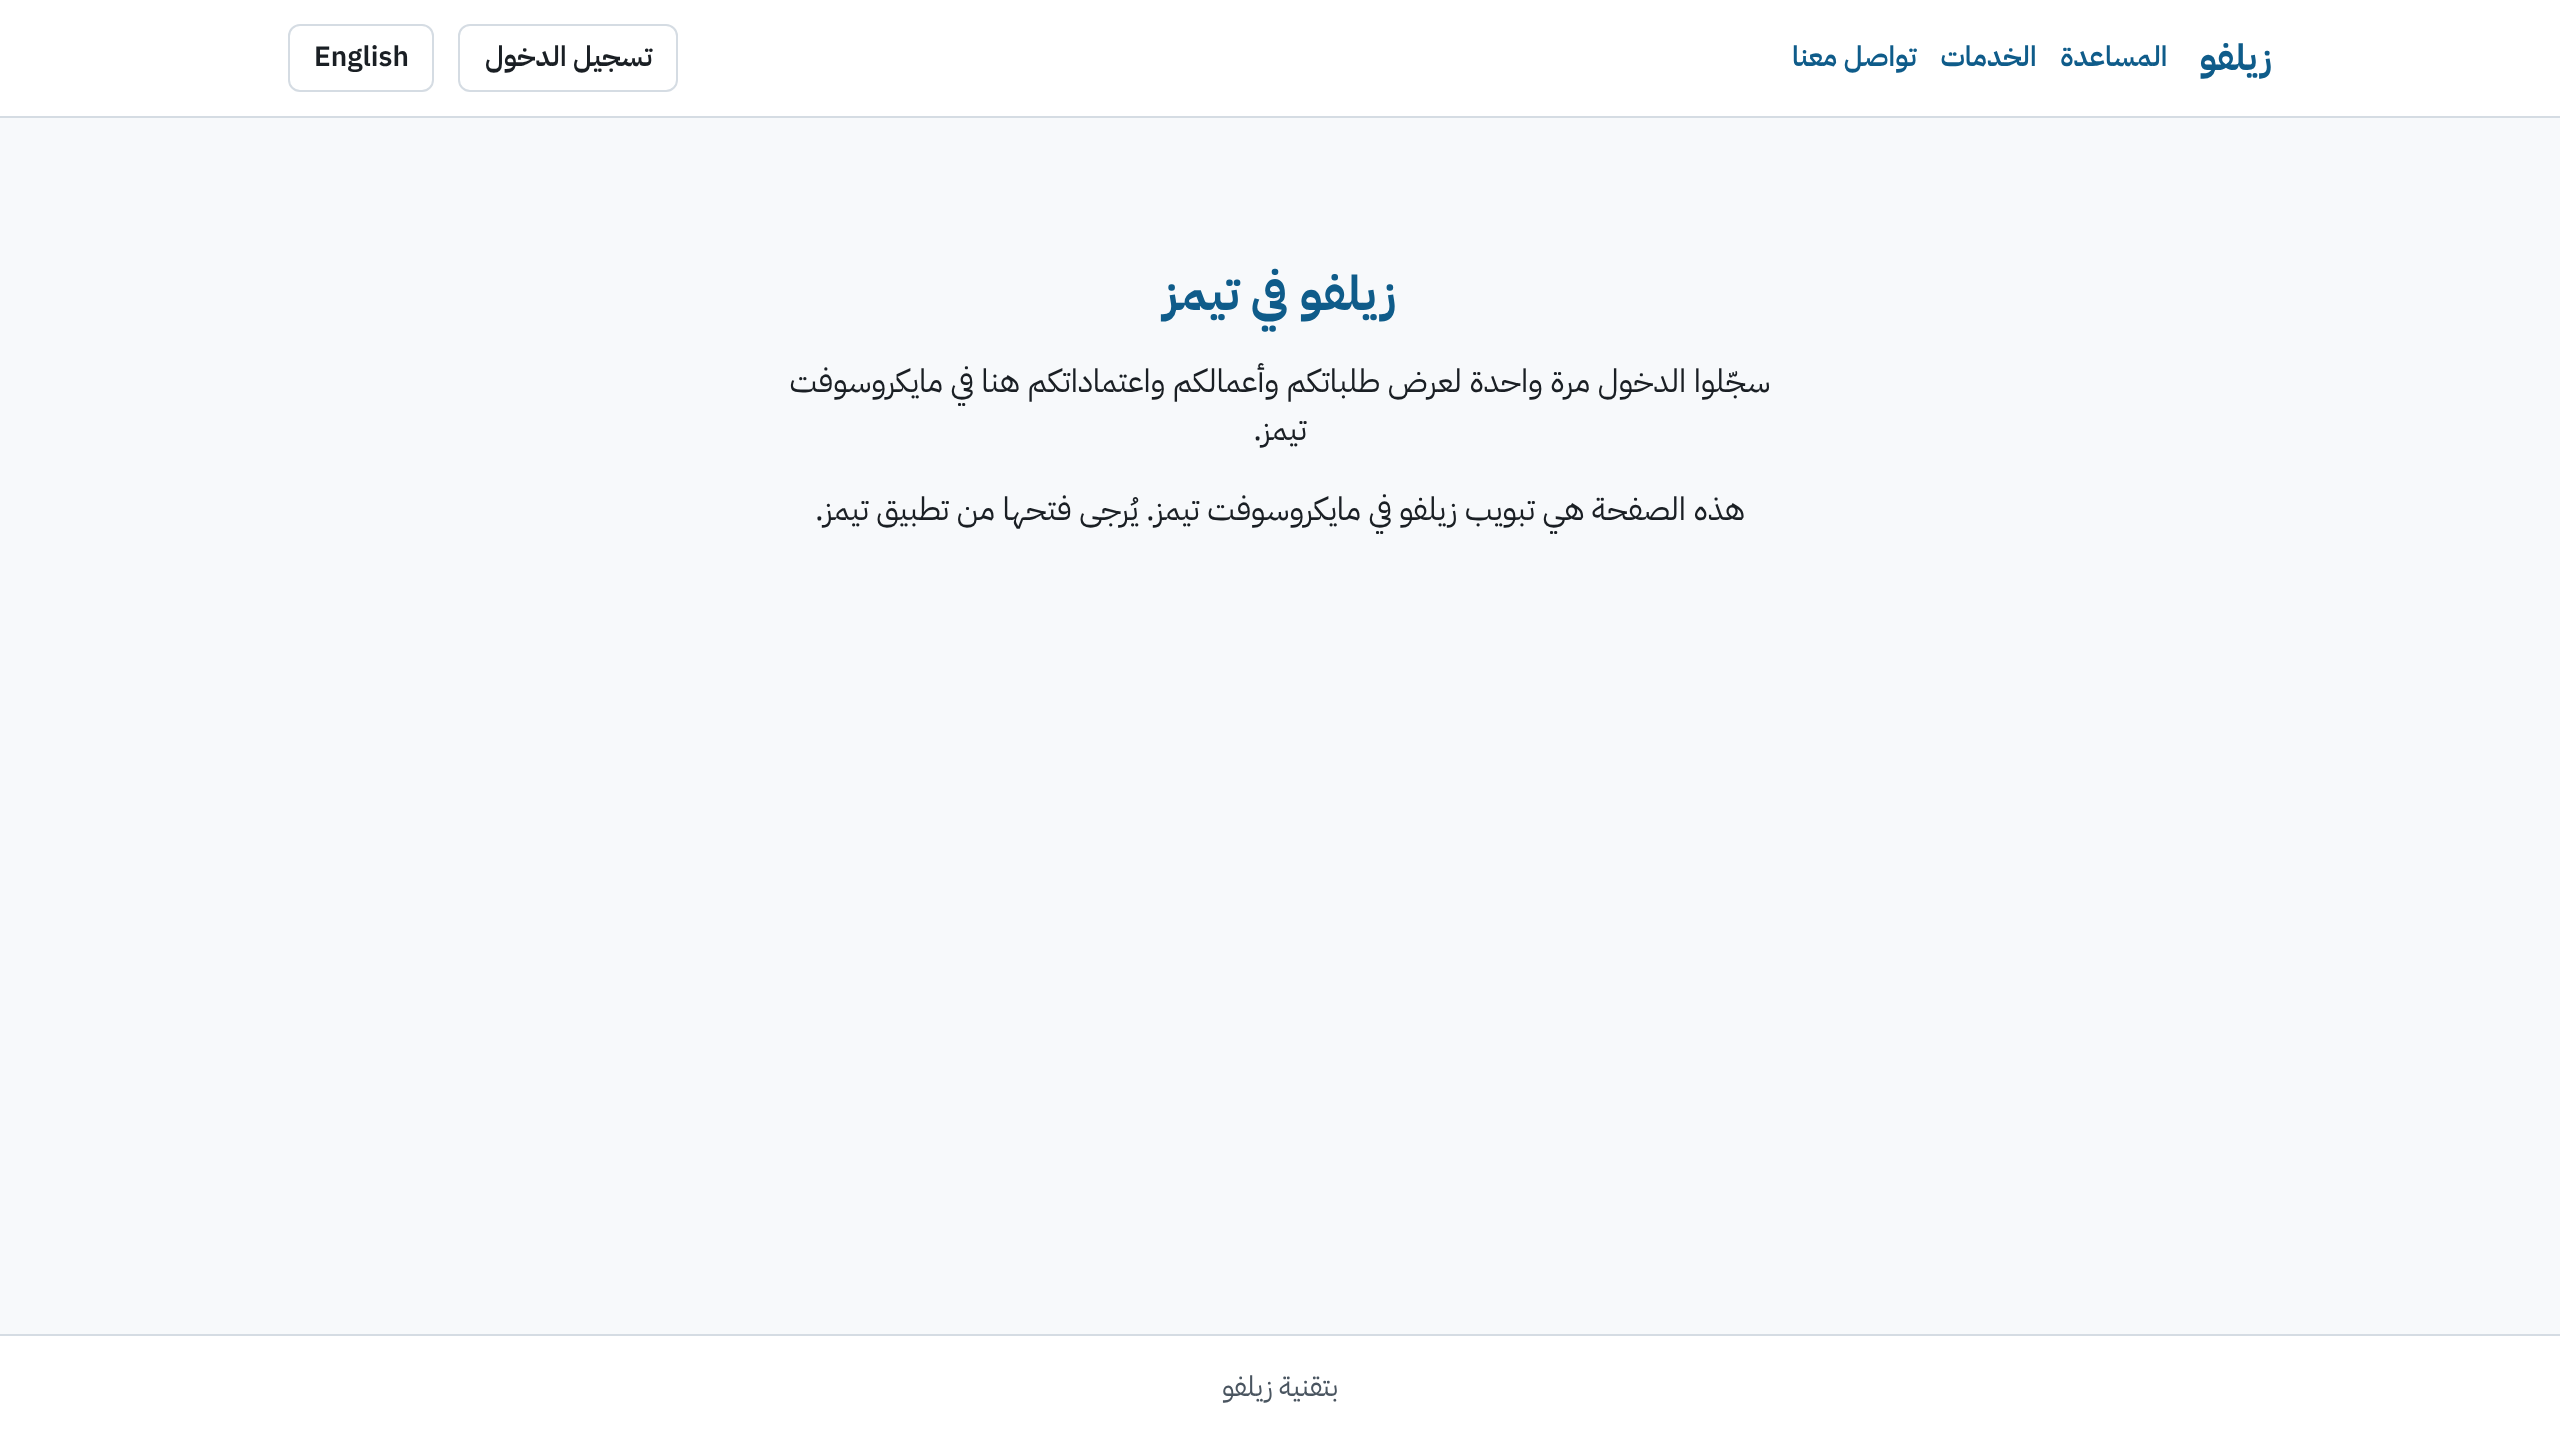 زيلفو
المساعدة
الخدمات
تواصل معنا
تسجيل الدخول
English
زيلفو في تيمز
سجّلوا الدخول مرة واحدة لعرض طلباتكم وأعمالكم واعتماداتكم هنا في مايكروسوفت
تيمز.
هذه الصفحة هي تبويب زيلفو في مايكروسوفت تيمز. يُرجى فتحها من تطبيق تيمز.
بتقنية زيلفو